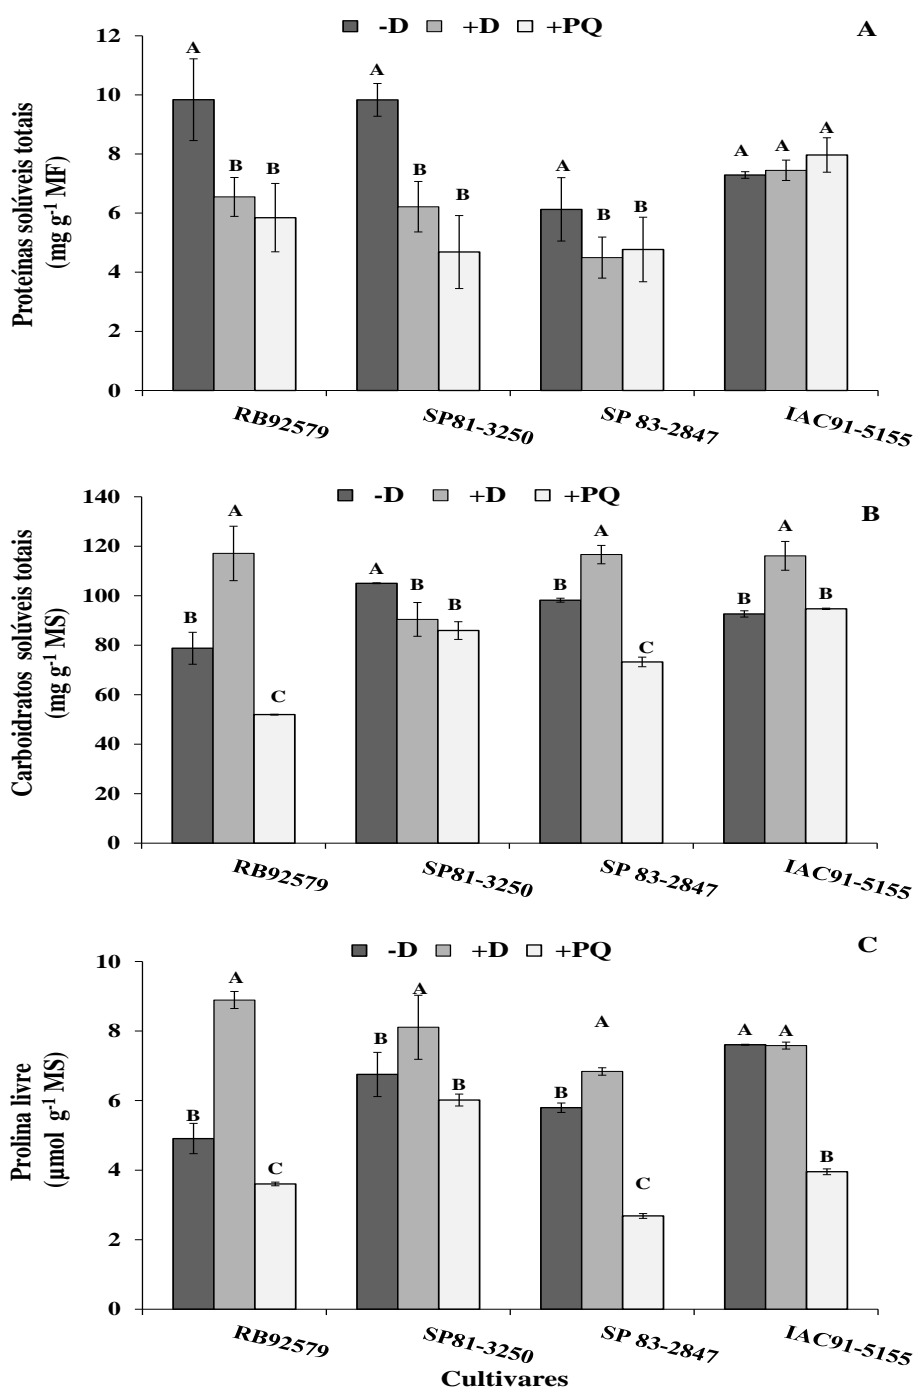 -D +D +PQ A
Proteínas solúveis totais
(mg g⁻¹ MF)
12
10
8
6
4
2
0
A B B A B B A B B A A A
RB92579 SP81-3250 SP 83-2847 IAC91-5155
-D +D +PQ B
Carboidratos solúveis totais
(mg g⁻¹ MS)
140
120
100
80
60
40
20
0
B A C A B B B A C B A B
RB92579 SP81-3250 SP 83-2847 IAC91-5155
-D +D +PQ C
Prolina livre
(µmol g⁻¹ MS)
10
8
6
4
2
0
B A C B A B B A C A A B
RB92579 SP81-3250 SP 83-2847 IAC91-5155
Cultivares